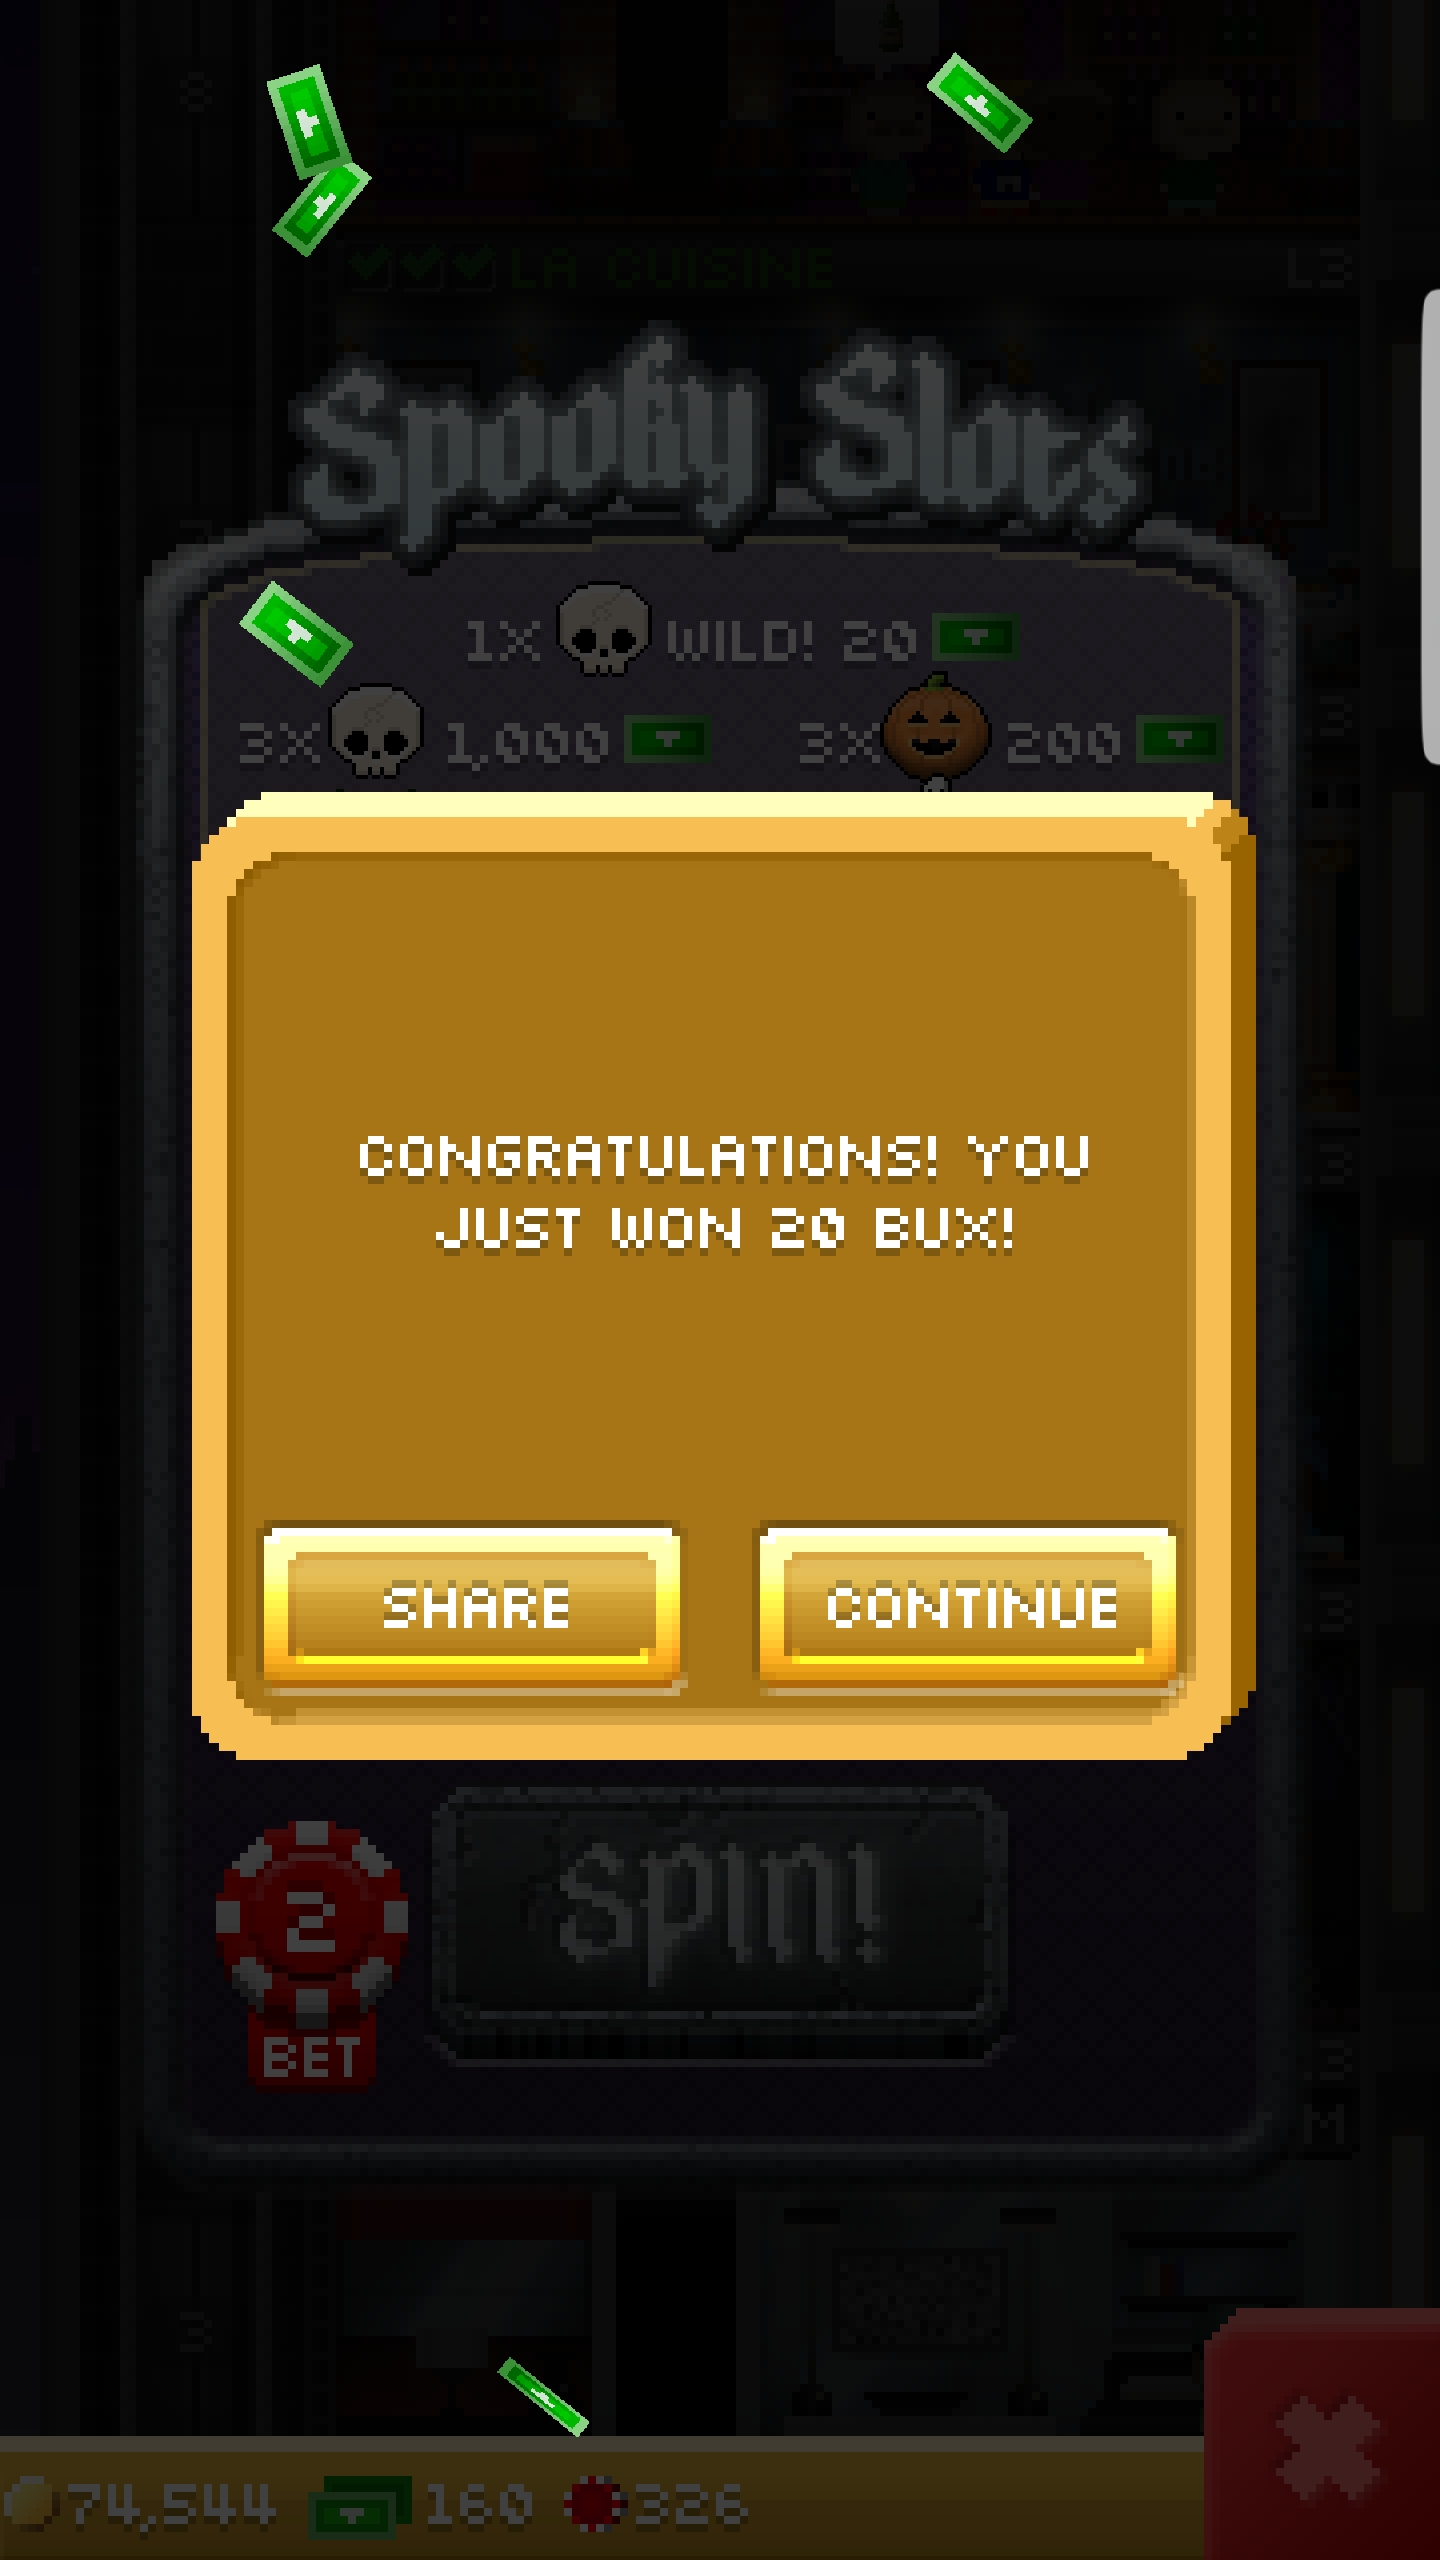 LA CUISINE L3
Spooky Slots
1X WILD! 20
3X 1,000 3X 200
CONGRATULATIONS! YOU
JUST WON 20 BUX!
SHARE CONTINUE
2
SPIN!
BET
74,544 160 326